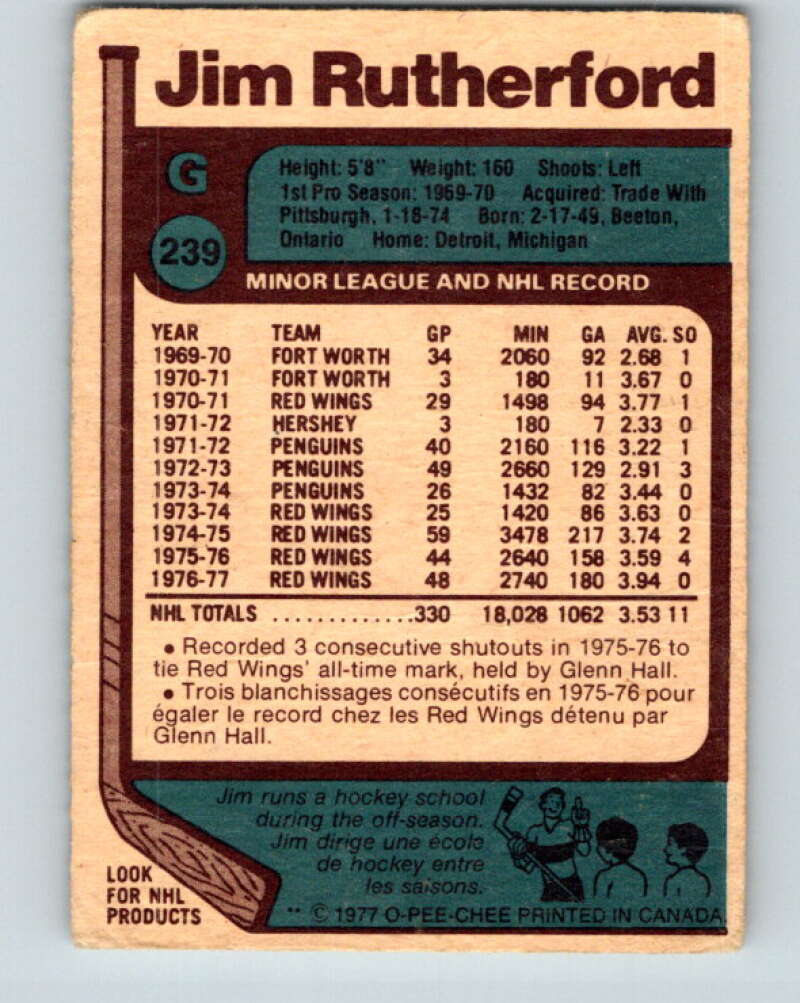 Jim Rutherford
G
239
Height: 5'8" Weight: 160 Shoots: Left
1st Pro Season: 1969-70 Acquired: Trade With
Pittsburgh, 1-18-74 Born: 2-17-49, Beeton,
Ontario Home: Detroit, Michigan
MINOR LEAGUE AND NHL RECORD
YEAR TEAM GP MIN GA AVG. SO
1969-70 FORT WORTH 34 2060 92 2.68 1
1970-71 FORT WORTH 3 180 11 3.67 0
1970-71 RED WINGS 29 1498 94 3.77 1
1971-72 HERSHEY 3 180 7 2.33 0
1971-72 PENGUINS 40 2160 116 3.22 1
1972-73 PENGUINS 49 2660 129 2.91 3
1973-74 PENGUINS 26 1432 82 3.44 0
1973-74 RED WINGS 25 1420 86 3.63 0
1974-75 RED WINGS 59 3478 217 3.74 2
1975-76 RED WINGS 44 2640 158 3.59 4
1976-77 RED WINGS 48 2740 180 3.94 0
NHL TOTALS .............330 18,028 1062 3.53 11
• Recorded 3 consecutive shutouts in 1975-76 to
tie Red Wings' all-time mark, held by Glenn Hall.
• Trois blanchissages consécutifs en 1975-76 pour
égaler le record chez les Red Wings détenu par
Glenn Hall.
Jim runs a hockey school
during the off-season.
Jim dirige une école
de hockey entre
les saisons.
LOOK
FOR NHL
PRODUCTS
** © 1977 O-PEE-CHEE PRINTED IN CANADA